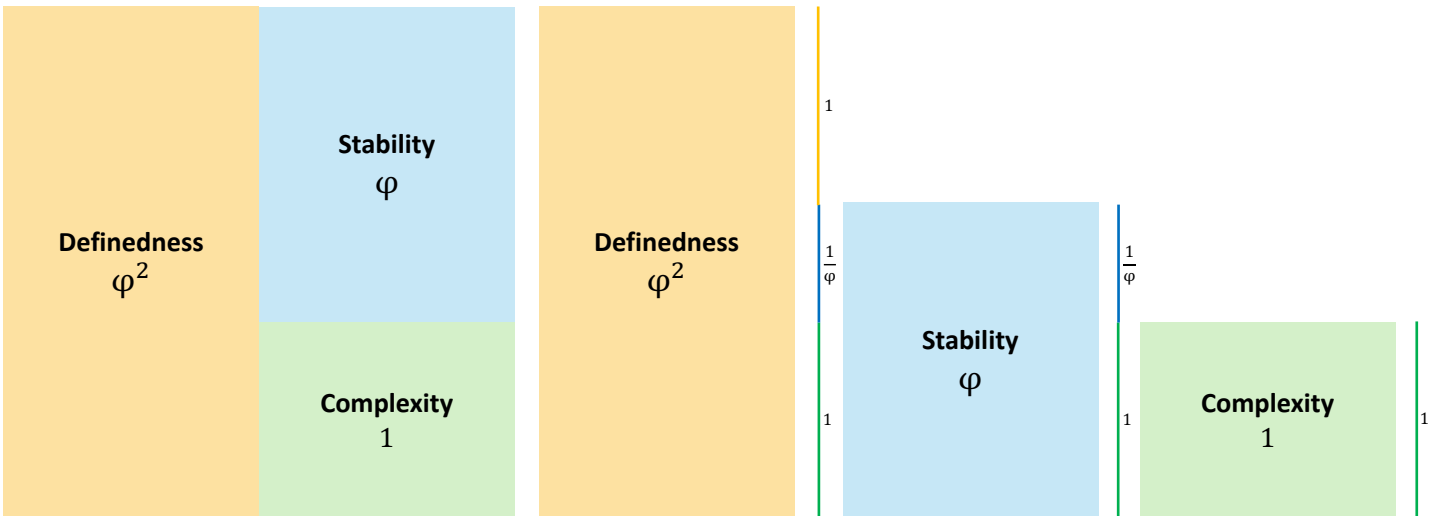 Definedness
φ²
Stability
φ
Complexity
1
Definedness
φ²
1
1/φ
1
Stability
φ
1/φ
1
Complexity
1
1